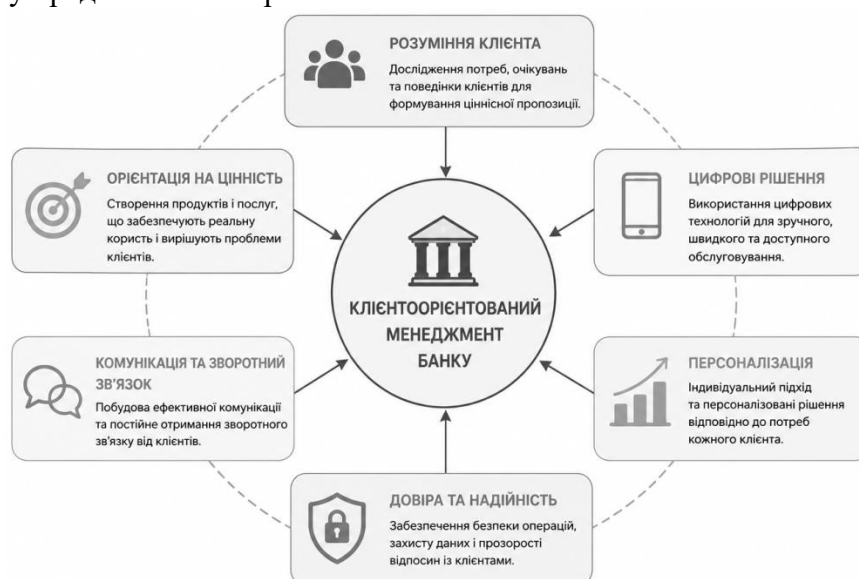 РОЗУМІННЯ КЛІЄНТА
Дослідження потреб, очікувань
та поведінки клієнтів для
формування ціннісної пропозиції.
ОРІЄНТАЦІЯ НА ЦІННІСТЬ
Створення продуктів і послуг,
що забезпечують реальну
користь і вирішують проблеми
клієнтів.
ЦИФРОВІ РІШЕННЯ
Використання цифрових
технологій для зручного,
швидкого та доступного
обслуговування.
КЛІЄНТООРІЄНТОВАНИЙ
МЕНЕДЖМЕНТ
БАНКУ
КОМУНІКАЦІЯ ТА ЗВОРОТНИЙ
ЗВ'ЯЗОК
Побудова ефективної комунікації
та постійне отримання зворотного
зв'язку від клієнтів.
ПЕРСОНАЛІЗАЦІЯ
Індивідуальний підхід
та персоналізовані рішення
відповідно до потреб
кожного клієнта.
ДОВІРА ТА НАДІЙНІСТЬ
Забезпечення безпеки операцій,
захисту даних і прозорості
відпосин із клієнтами.